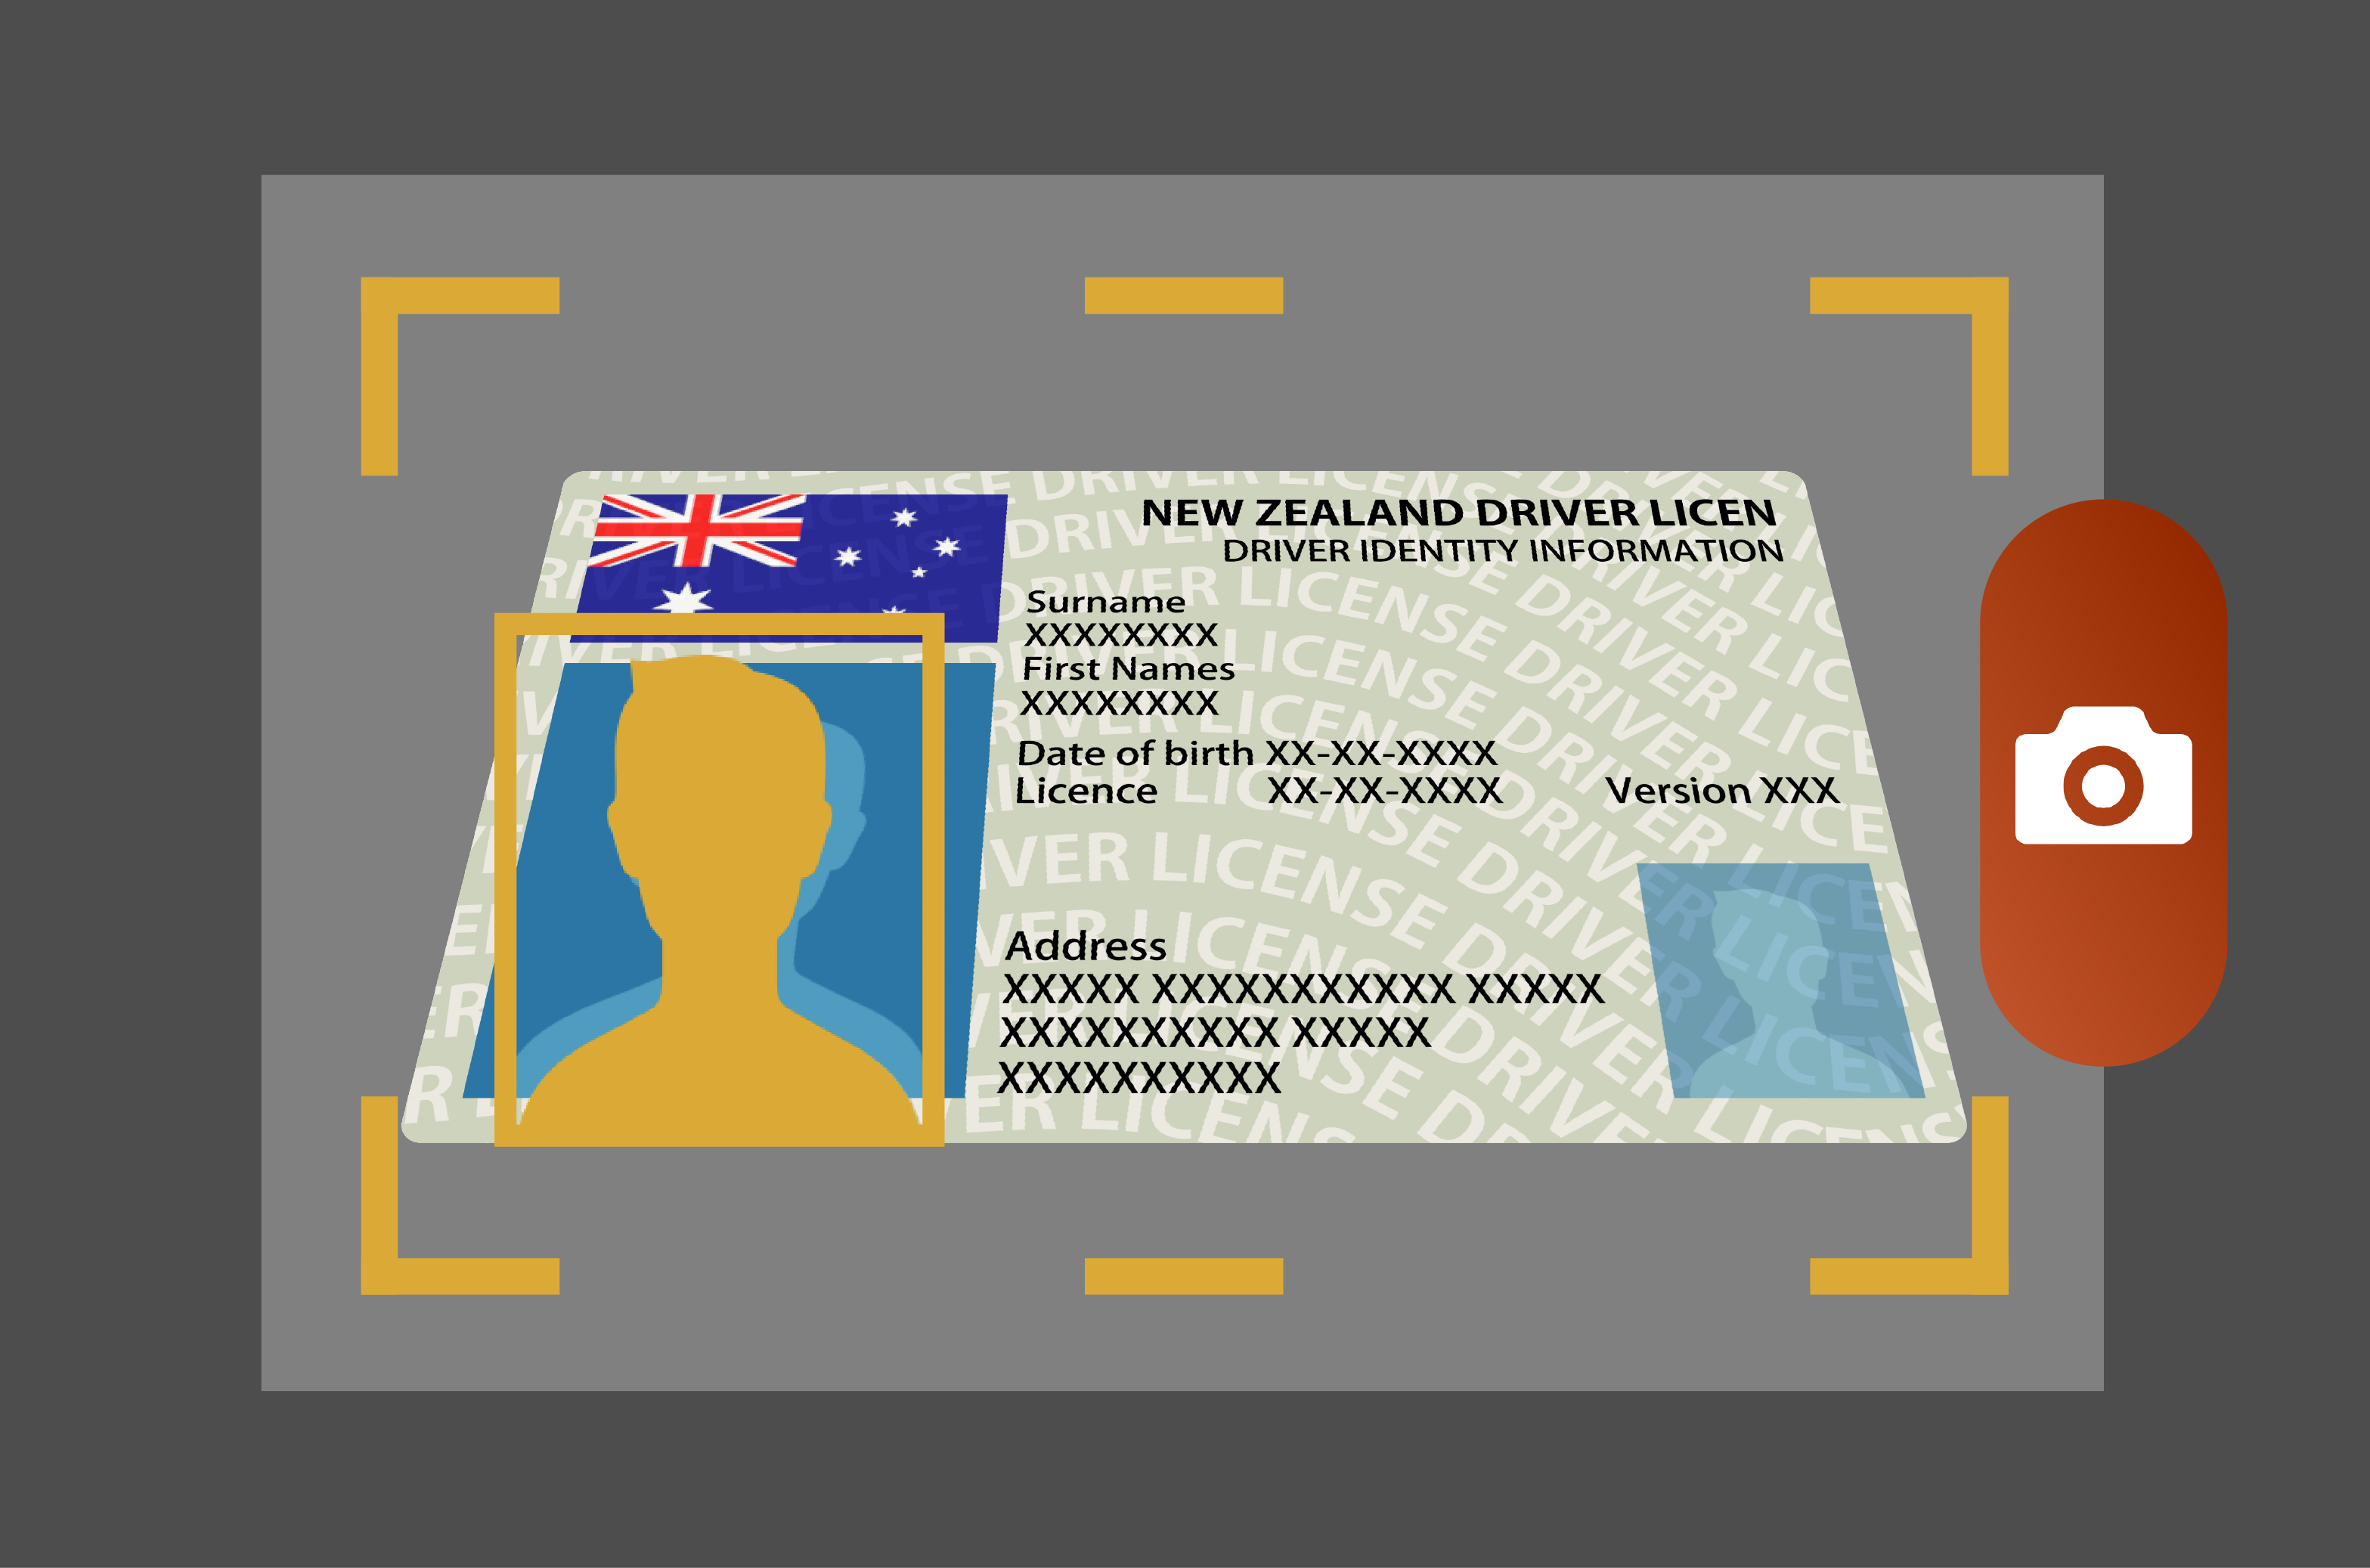 NEW ZEALAND DRIVER LICEN
DRIVER IDENTITY INFORMATION
Surname
XXXXXXXX
First Names
XXXXXXXX
Date of birth XX-XX-XXXX
Licence XX-XX-XXXX Version XXX
Address
XXXXX XXXXXXXXXXX XXXXX
XXXXXXXXXX XXXXX
XXXXXXXXXX